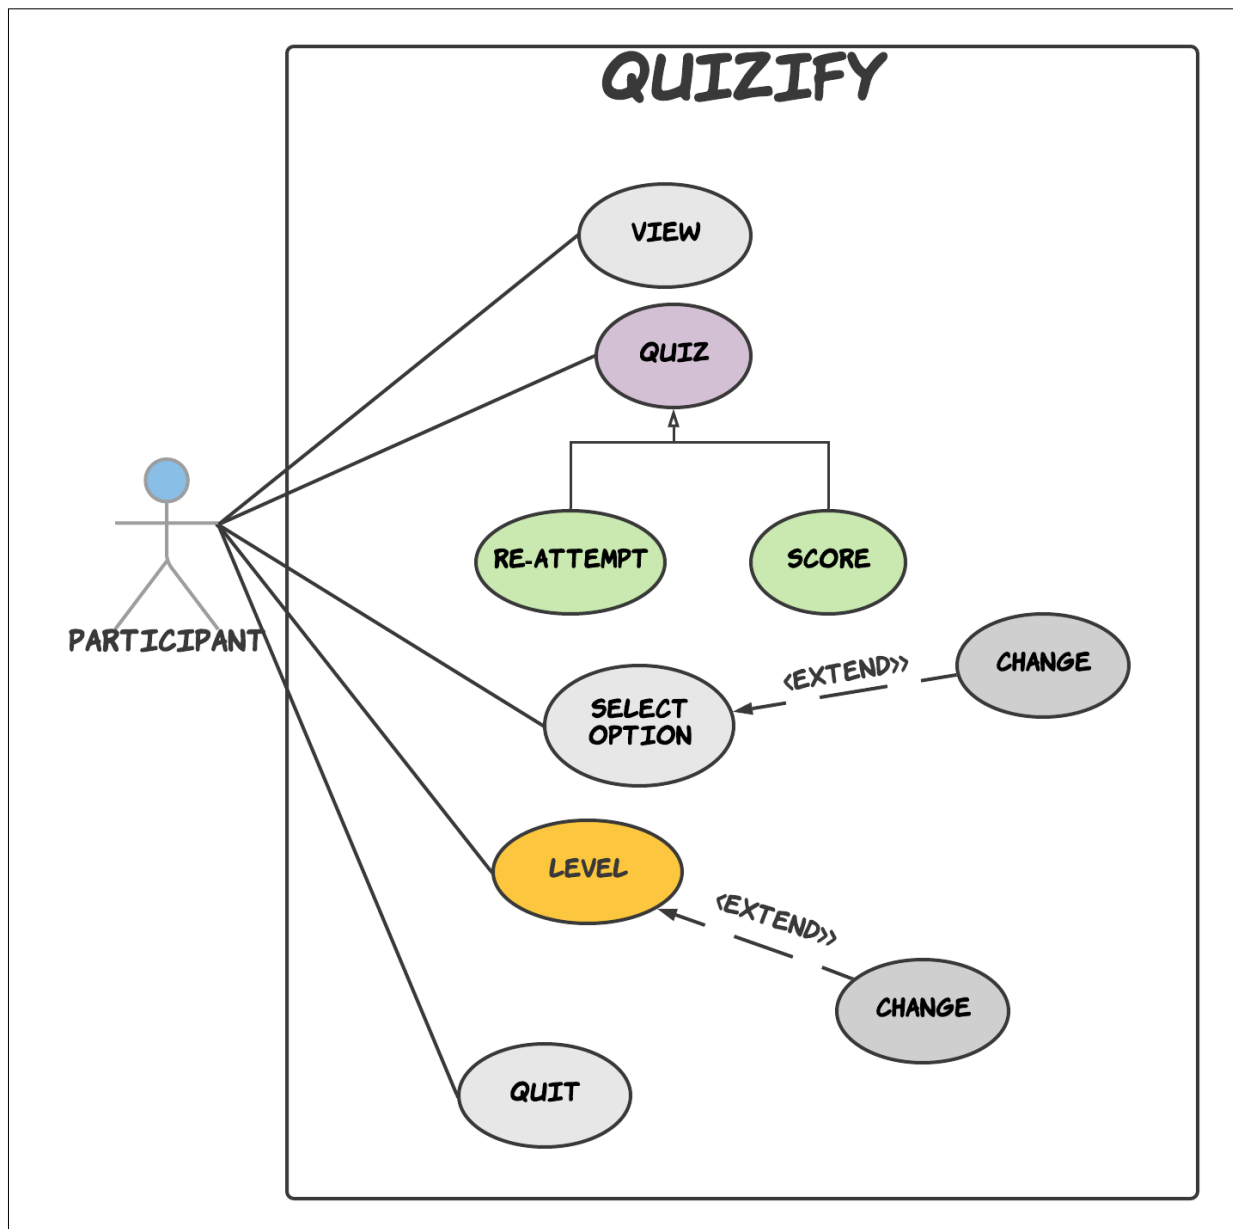 QUIZIFY
VIEW
QUIZ
RE-ATTEMPT
SCORE
PARTICIPANT
<EXTEND>>
CHANGE
SELECT
OPTION
LEVEL
<EXTEND>>
CHANGE
QUIT